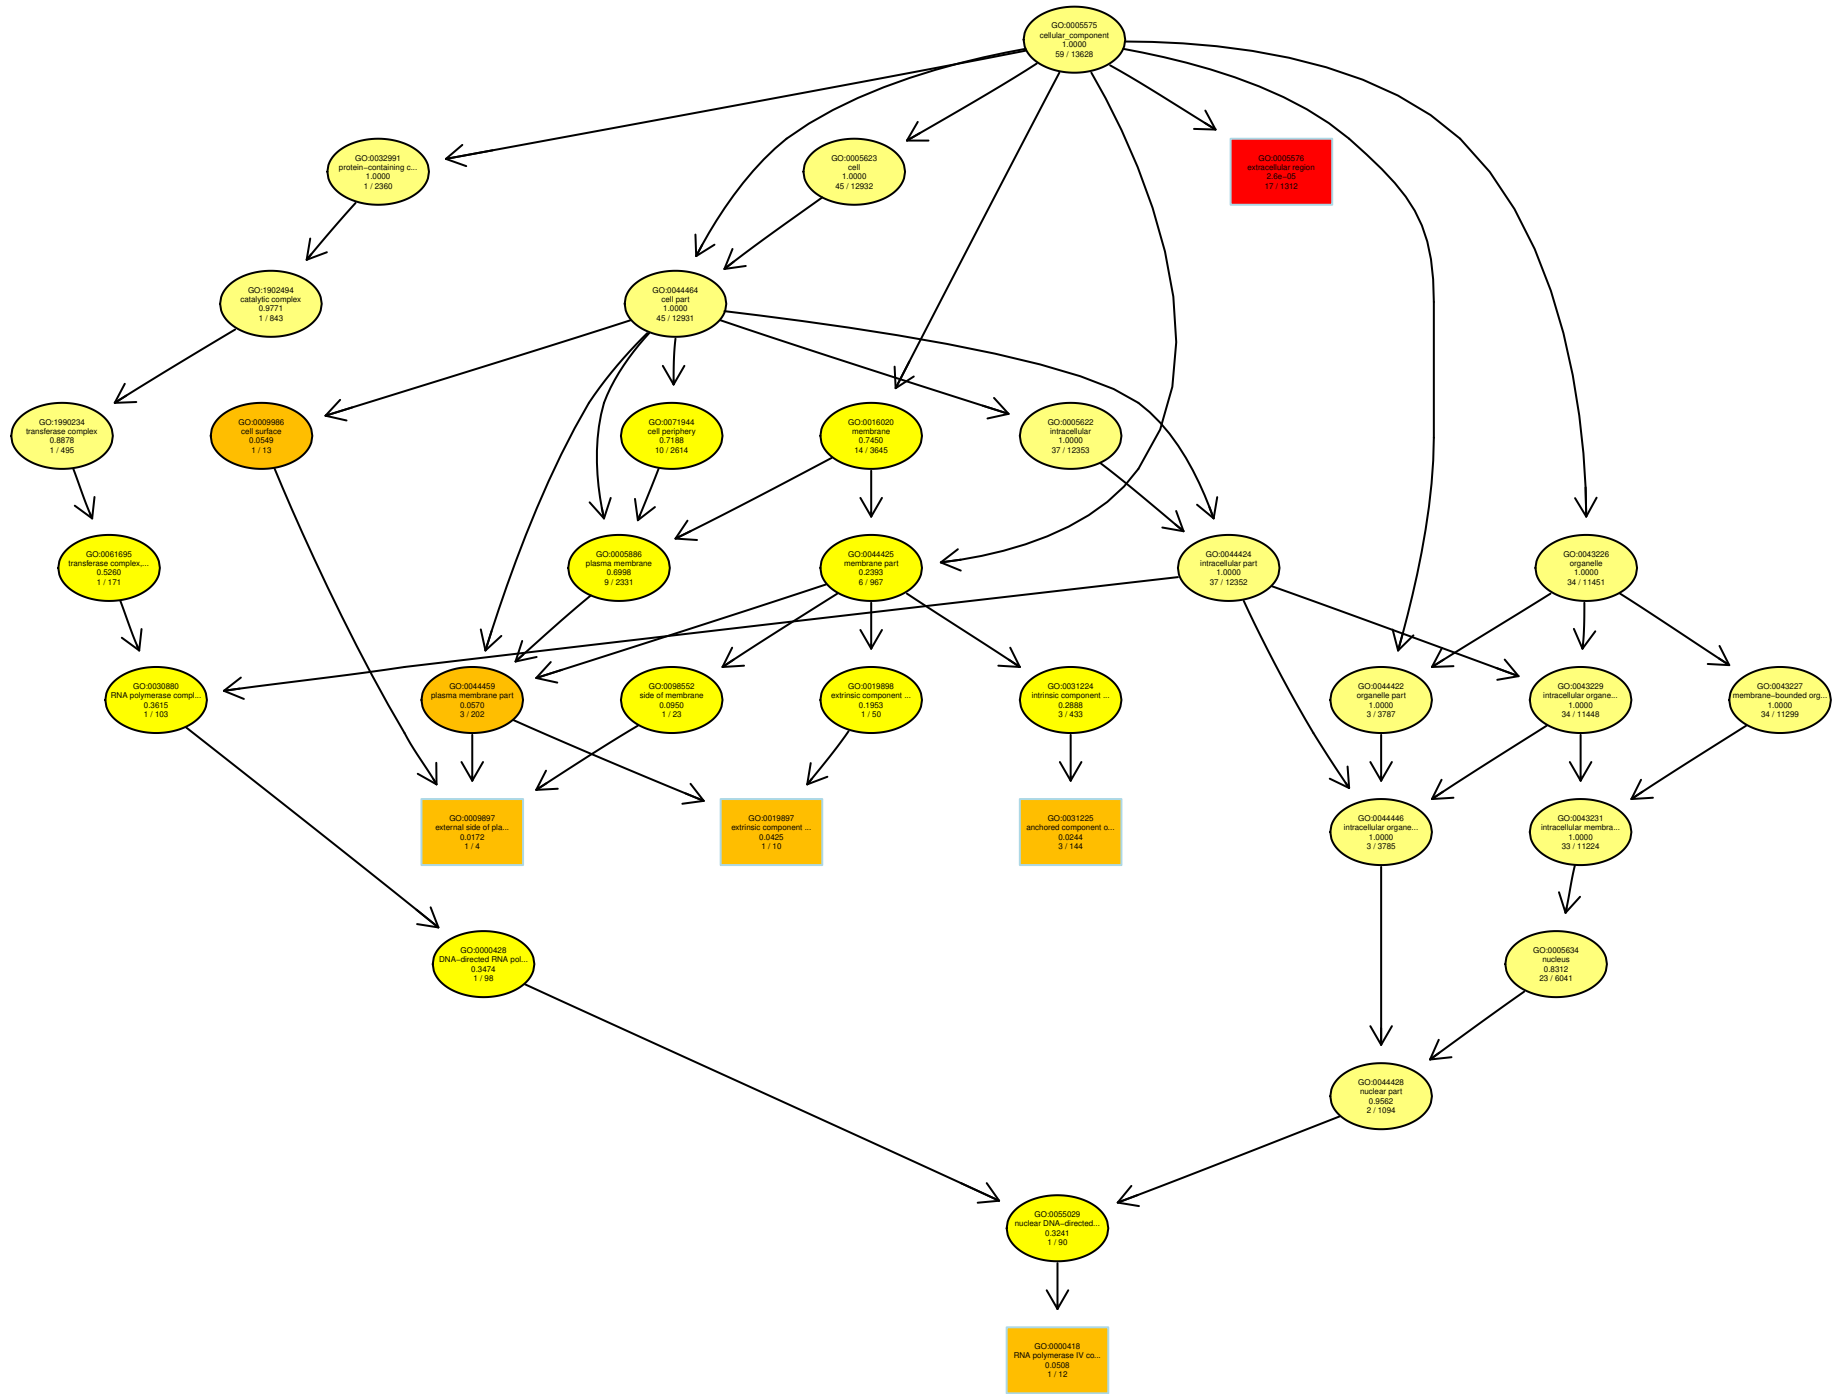 GO:0005575
cellular_component
1.0000
59 / 13628
GO:0032991
protein−containing c...
1.0000
1 / 2360
GO:0005623
cell
1.0000
45 / 12932
GO:0005576
extracellular region
2.6e−05
17 / 1312
GO:1902494
catalytic complex
0.9771
1 / 843
GO:0044464
cell part
1.0000
45 / 12931
GO:1990234
transferase complex
0.8878
1 / 495
GO:0009986
cell surface
0.0549
1 / 13
GO:0071944
cell periphery
0.7188
10 / 2614
GO:0016020
membrane
0.7450
14 / 3645
GO:0005622
intracellular
1.0000
37 / 12353
GO:0061695
transferase complex,...
0.5260
1 / 171
GO:0005886
plasma membrane
0.6998
9 / 2331
GO:0044425
membrane part
0.2393
6 / 967
GO:0044424
intracellular part
1.0000
37 / 12352
GO:0043226
organelle
1.0000
34 / 11451
GO:0030880
RNA polymerase compl...
0.3615
1 / 103
GO:0044459
plasma membrane part
0.0570
3 / 202
GO:0098552
side of membrane
0.0950
1 / 23
GO:0019898
extrinsic component ...
0.1953
1 / 50
GO:0031224
intrinsic component ...
0.2888
3 / 433
GO:0044422
organelle part
1.0000
3 / 3787
GO:0043229
intracellular organe...
1.0000
34 / 11448
GO:0043227
membrane−bounded org...
1.0000
34 / 11299
GO:0009897
external side of pla...
0.0172
1 / 4
GO:0019897
extrinsic component ...
0.0425
1 / 10
GO:0031225
anchored component o...
0.0244
3 / 144
GO:0044446
intracellular organe...
1.0000
3 / 3785
GO:0043231
intracellular membra...
1.0000
33 / 11224
GO:0000428
DNA−directed RNA pol...
0.3474
1 / 98
GO:0005634
nucleus
0.8312
23 / 6041
GO:0044428
nuclear part
0.9562
2 / 1094
GO:0055029
nuclear DNA−directed...
0.3241
1 / 90
GO:0000418
RNA polymerase IV co...
0.0508
1 / 12